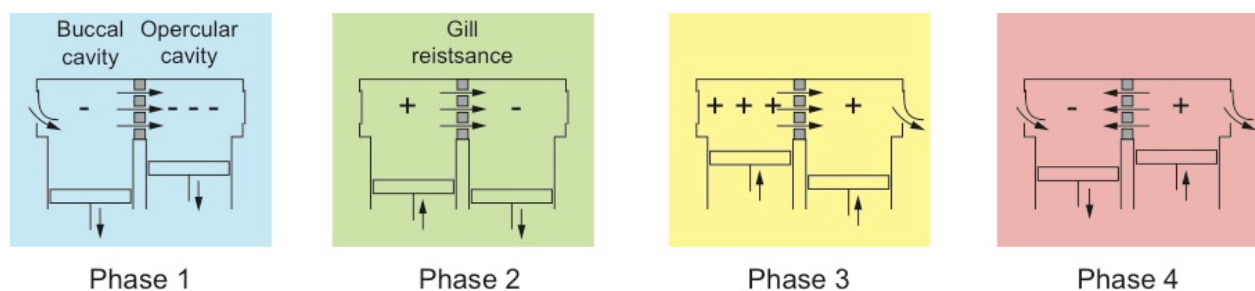 Buccal
cavity
Opercular
cavity
Gill
reistsance
- - - -
+ -
+ + + +
- +
Phase 1
Phase 2
Phase 3
Phase 4